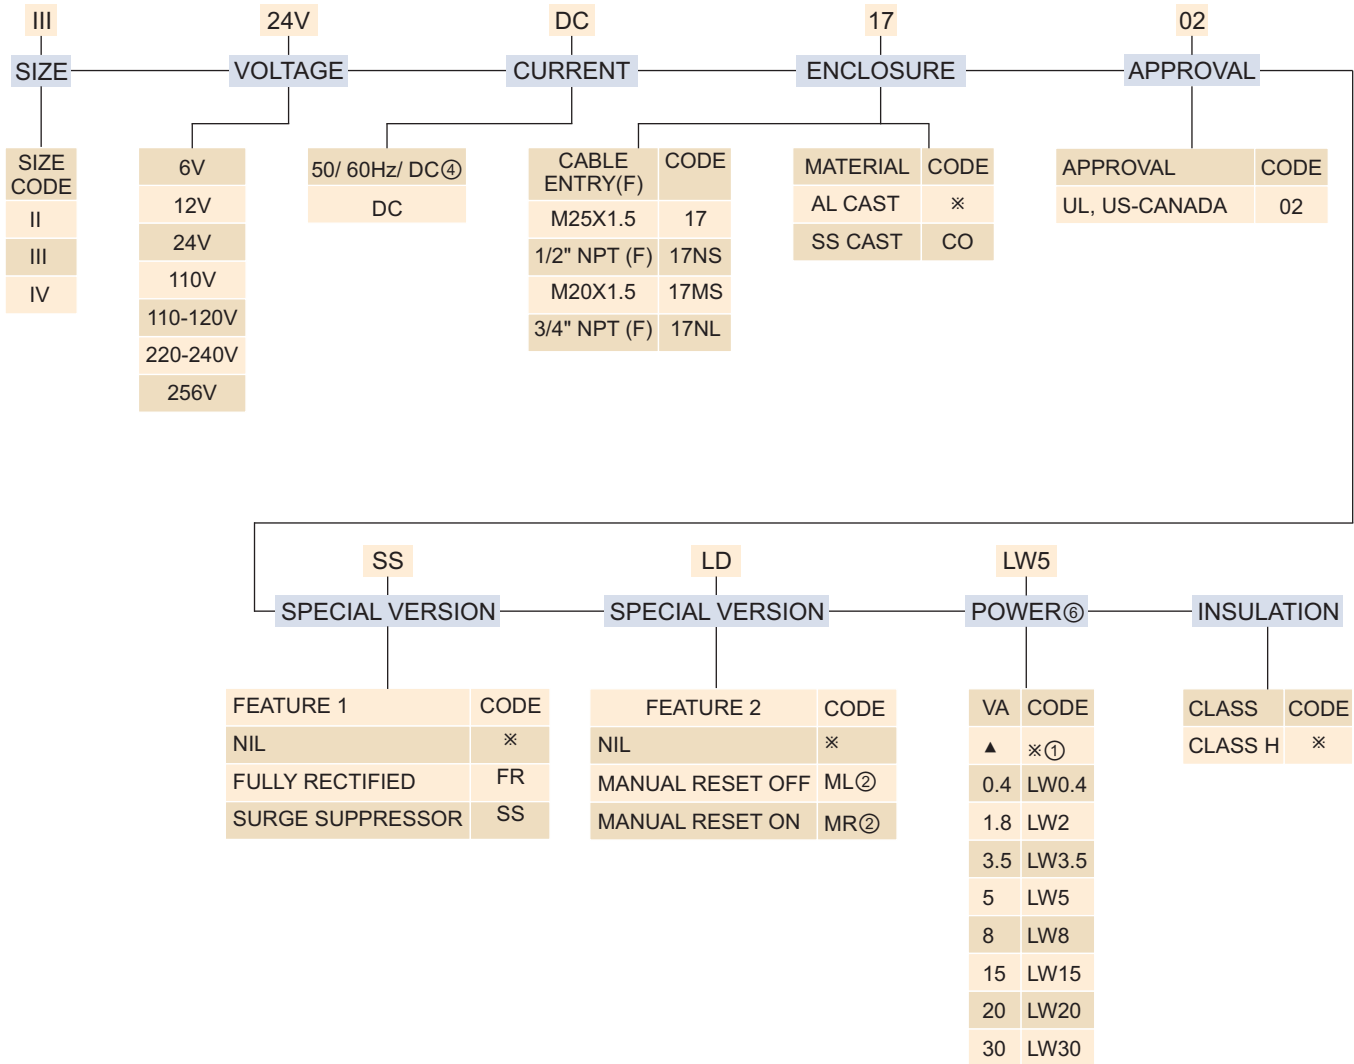 III 24V DC 17 02
SIZE VOLTAGE CURRENT ENCLOSURE APPROVAL
SIZE CODE
II
III
IV
6V
12V
24V
110V
110-120V
220-240V
256V
50/ 60Hz/ DC④
DC
CABLE ENTRY(F) CODE
M25X1.5 17
1/2" NPT (F) 17NS
M20X1.5 17MS
3/4" NPT (F) 17NL
MATERIAL CODE
AL CAST ※
SS CAST CO
APPROVAL CODE
UL, US-CANADA 02
SS LD LW5
SPECIAL VERSION SPECIAL VERSION POWER⑥ INSULATION
FEATURE 1 CODE
NIL ※
FULLY RECTIFIED FR
SURGE SUPPRESSOR SS
FEATURE 2 CODE
NIL ※
MANUAL RESET OFF ML②
MANUAL RESET ON MR②
VA CODE
▲ ※①
0.4 LW0.4
1.8 LW2
3.5 LW3.5
5 LW5
8 LW8
15 LW15
20 LW20
30 LW30
CLASS CODE
CLASS H ※